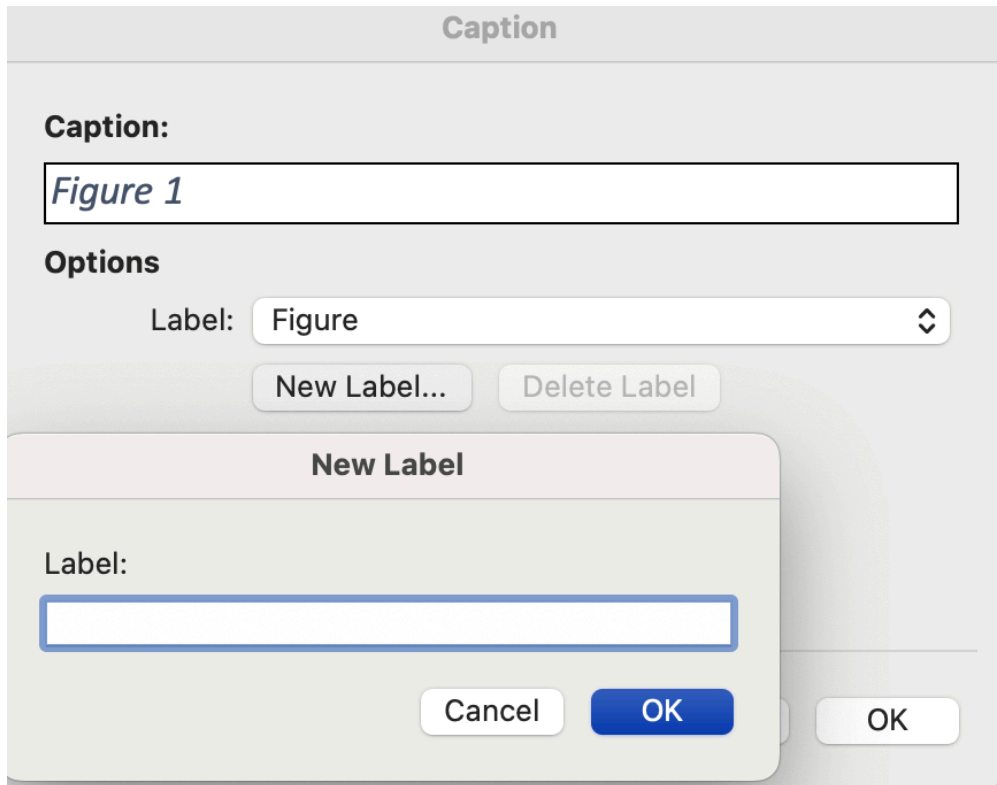 Caption
Caption:
Figure 1
Options
Label: Figure
New Label... Delete Label
New Label
Label:
Cancel OK
OK